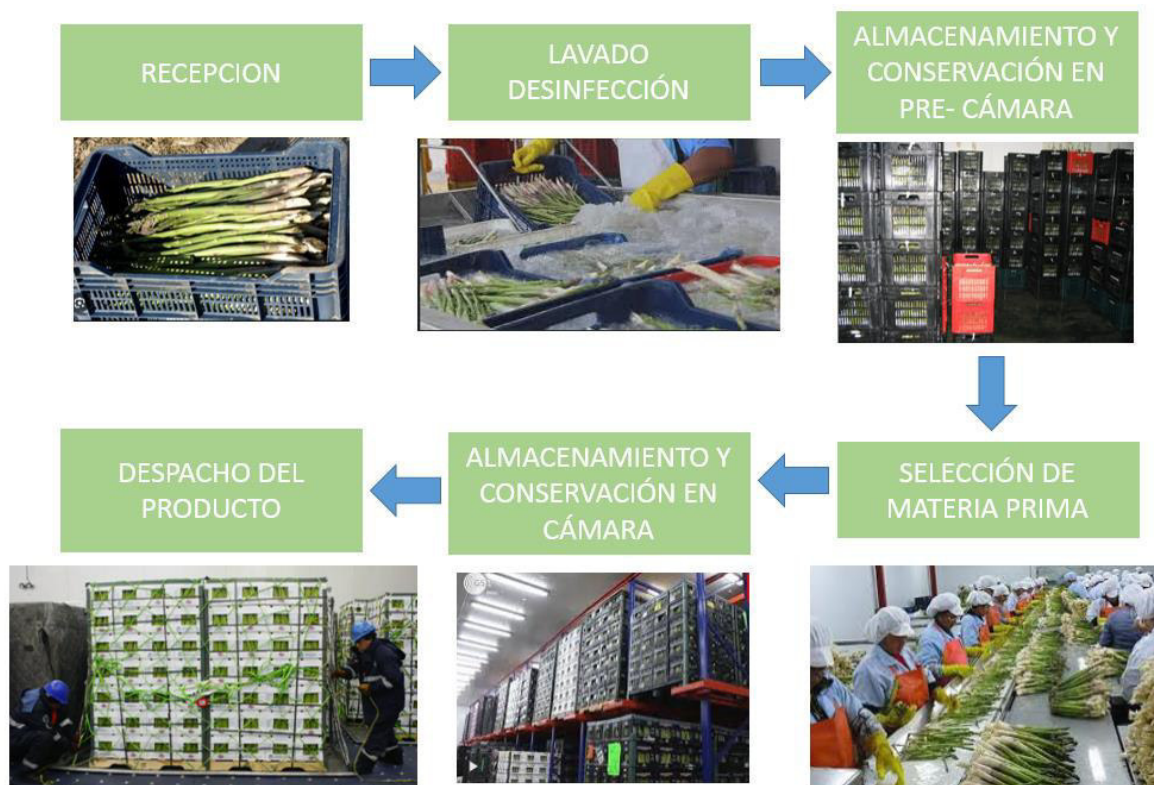 RECEPCION
LAVADO
DESINFECCIÓN
ALMACENAMIENTO Y
CONSERVACIÓN EN
PRE- CÁMARA
DESPACHO DEL
PRODUCTO
ALMACENAMIENTO Y
CONSERVACIÓN EN
CÁMARA
SELECCIÓN DE
MATERIA PRIMA